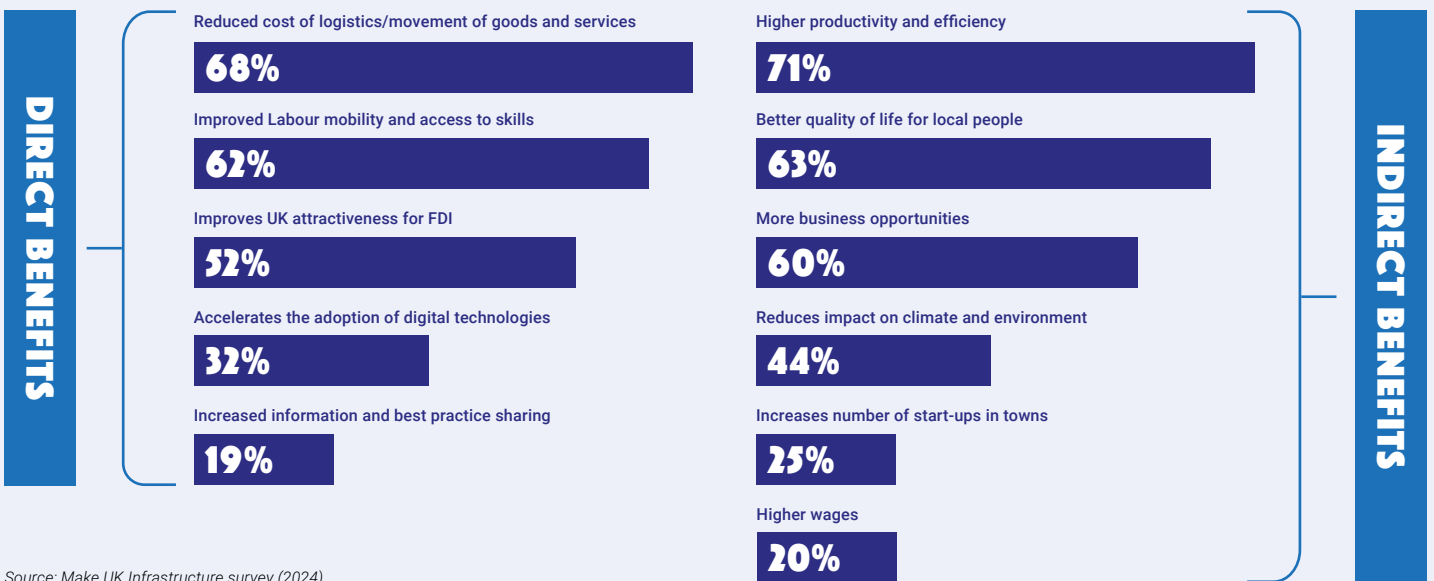 DIRECT BENEFITS
Reduced cost of logistics/movement of goods and services
68%
Improved Labour mobility and access to skills
62%
Improves UK attractiveness for FDI
52%
Accelerates the adoption of digital technologies
32%
Increased information and best practice sharing
19%
Higher productivity and efficiency
71%
Better quality of life for local people
63%
More business opportunities
60%
Reduces impact on climate and environment
44%
Increases number of start-ups in towns
25%
Higher wages
20%
INDIRECT BENEFITS
Source: Make UK Infrastructure survey (2024)